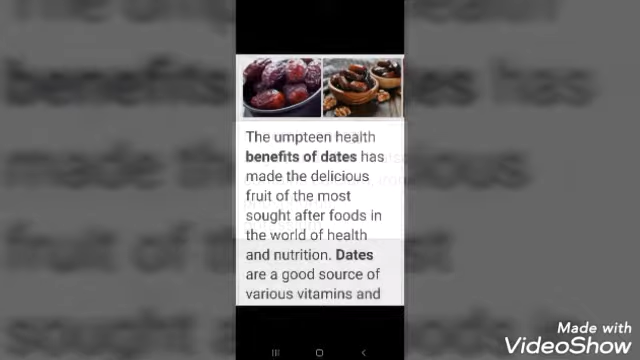 The umpteen health
benefits of dates has
made the delicious
fruit of the most
sought after foods in
the world of health
and nutrition. Dates
are a good source of
various vitamins and
Made with
VideoShow